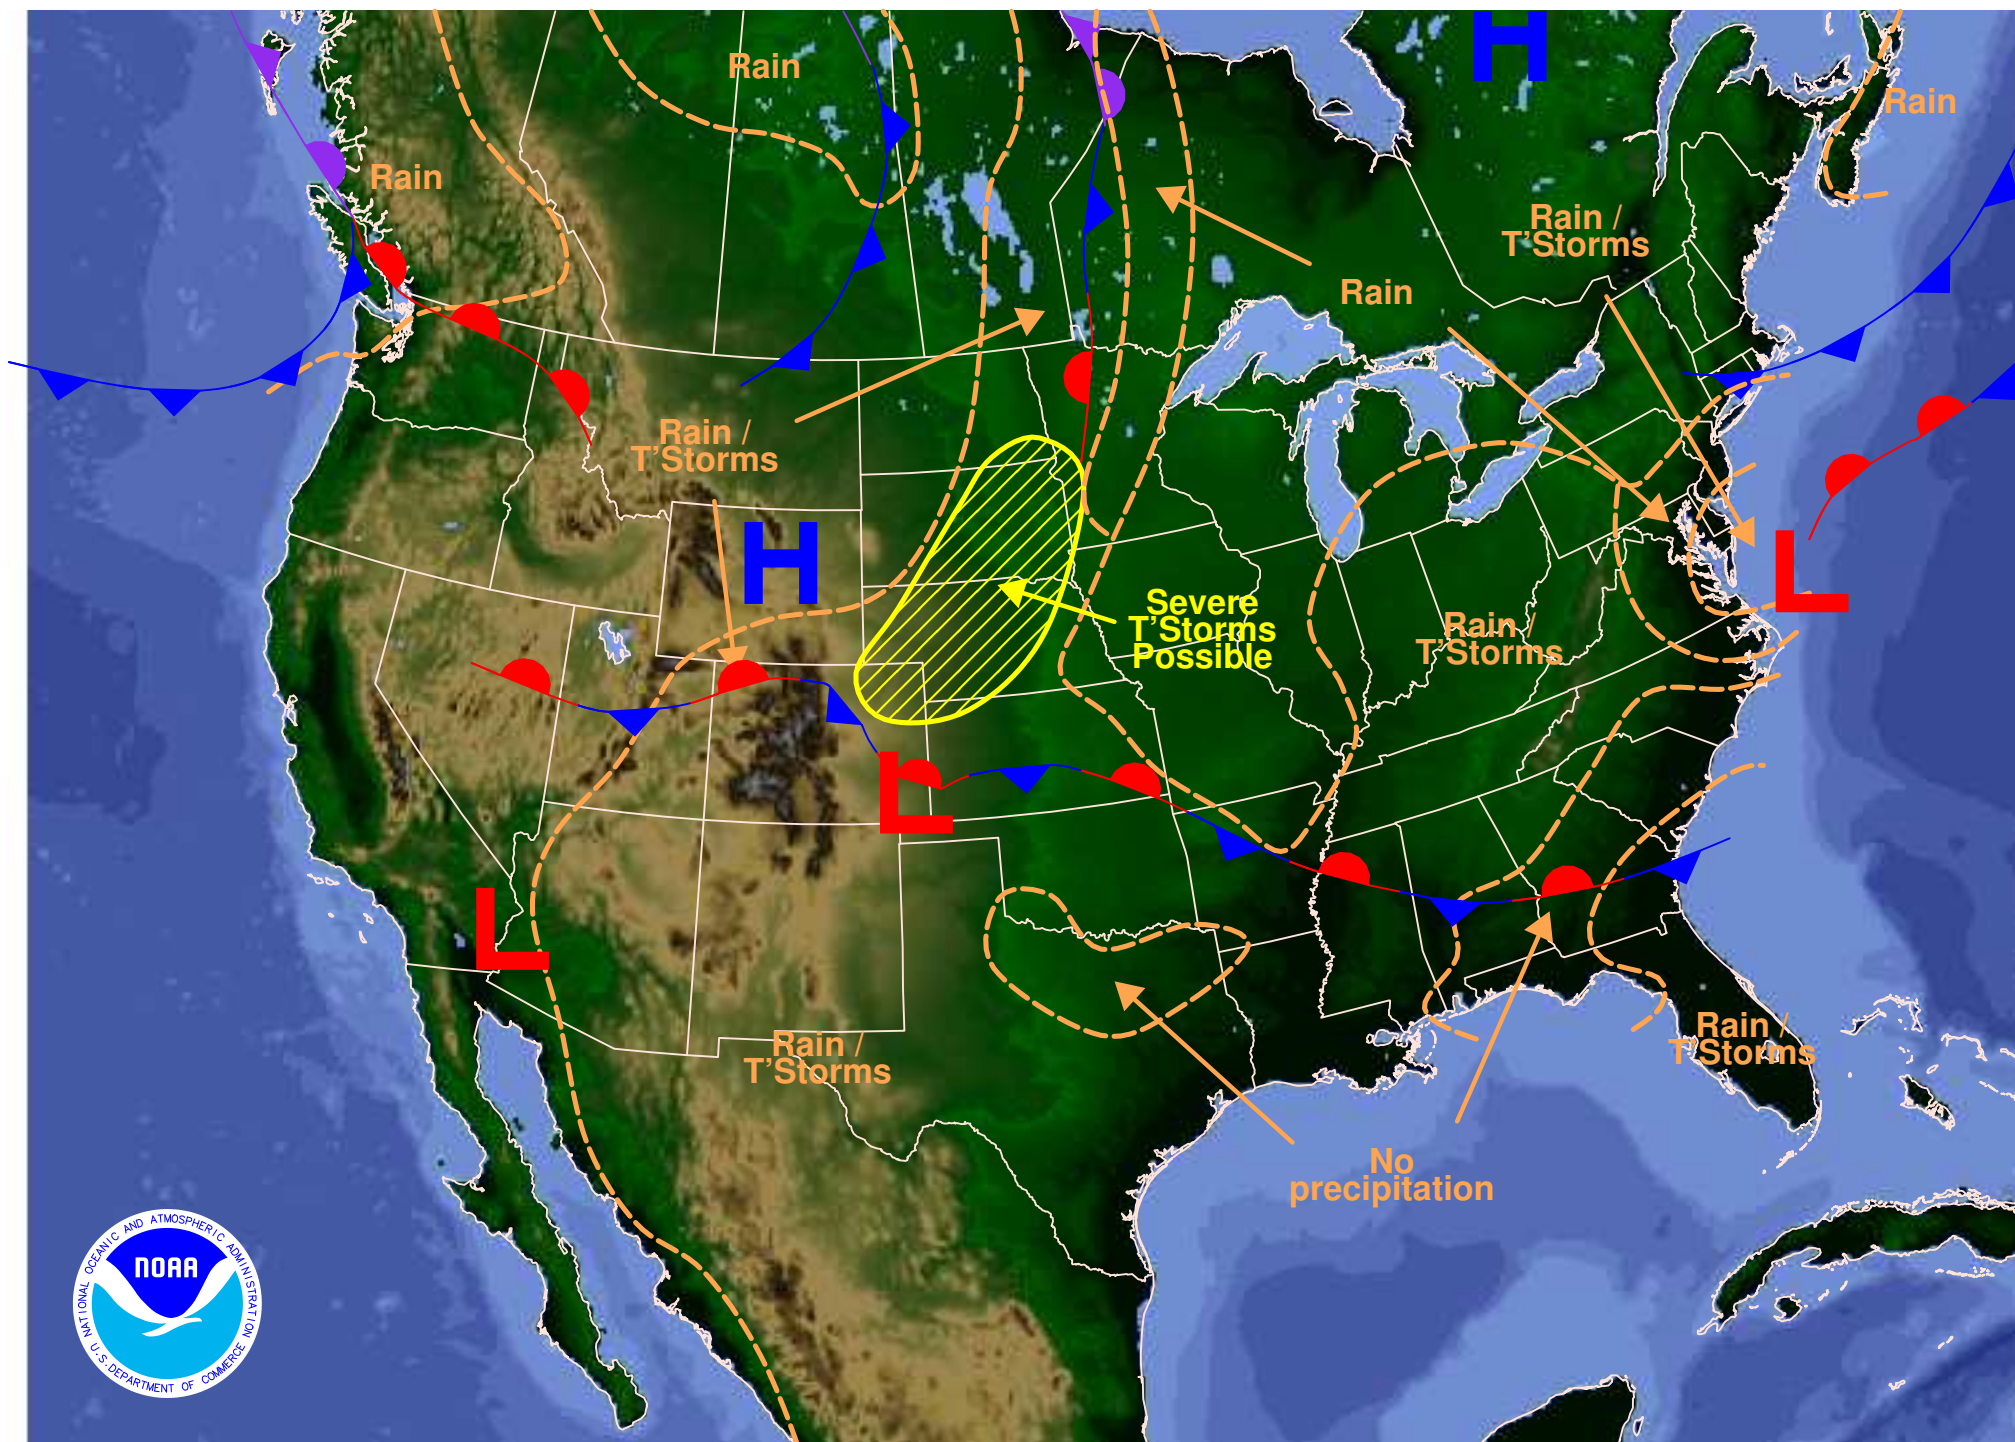 H
Rain
Rain
Rain
Rain /
T'Storms
Rain
Rain /
T'Storms
H
L
Severe
T'Storms
Possible
Rain /
T'Storms
L
L
Rain /
T'Storms
Rain /
T'Storms
No
precipitation
NATIONAL OCEANIC AND ATMOSPHERIC ADMINISTRATION
NOAA
U.S. DEPARTMENT OF COMMERCE